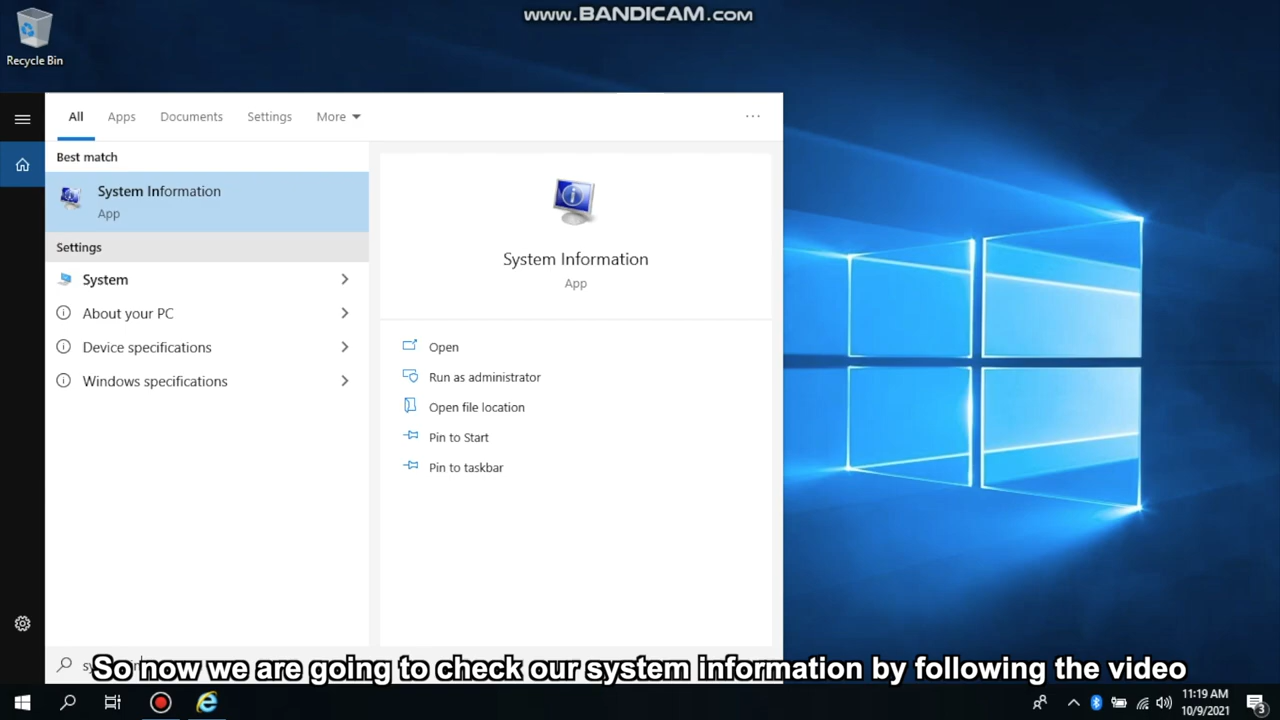 www.BANDICAM.com
Recycle Bin
All Apps Documents Settings More
Best match
System Information
App
Settings
System
About your PC
Device specifications
Windows specifications
System Information
App
Open
Run as administrator
Open file location
Pin to Start
Pin to taskbar
So now we are going to check our system information by following the video
11:19 AM
10/9/2021
3